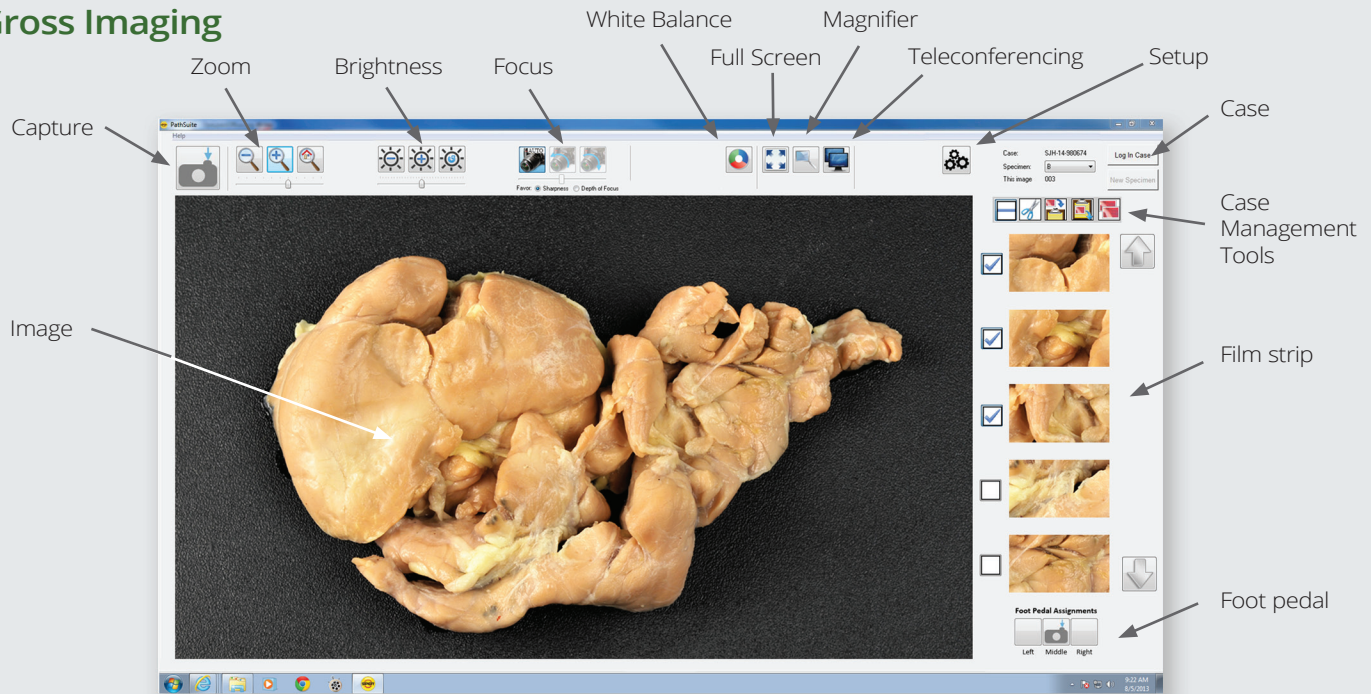 Gross Imaging
White Balance
Magnifier
Zoom
Brightness
Focus
Full Screen
Teleconferencing
Setup
Capture
Case
PathSuite
Help
AUTO
Favor: Sharpness Depth of Focus
Case: SJH-14-980674
Specimen: B
This image 003
Log In Case
New Specimen
Case
Management
Tools
Image
Film strip
Foot Pedal Assignments
Left Middle Right
Foot pedal
9:22 AM
8/5/2013